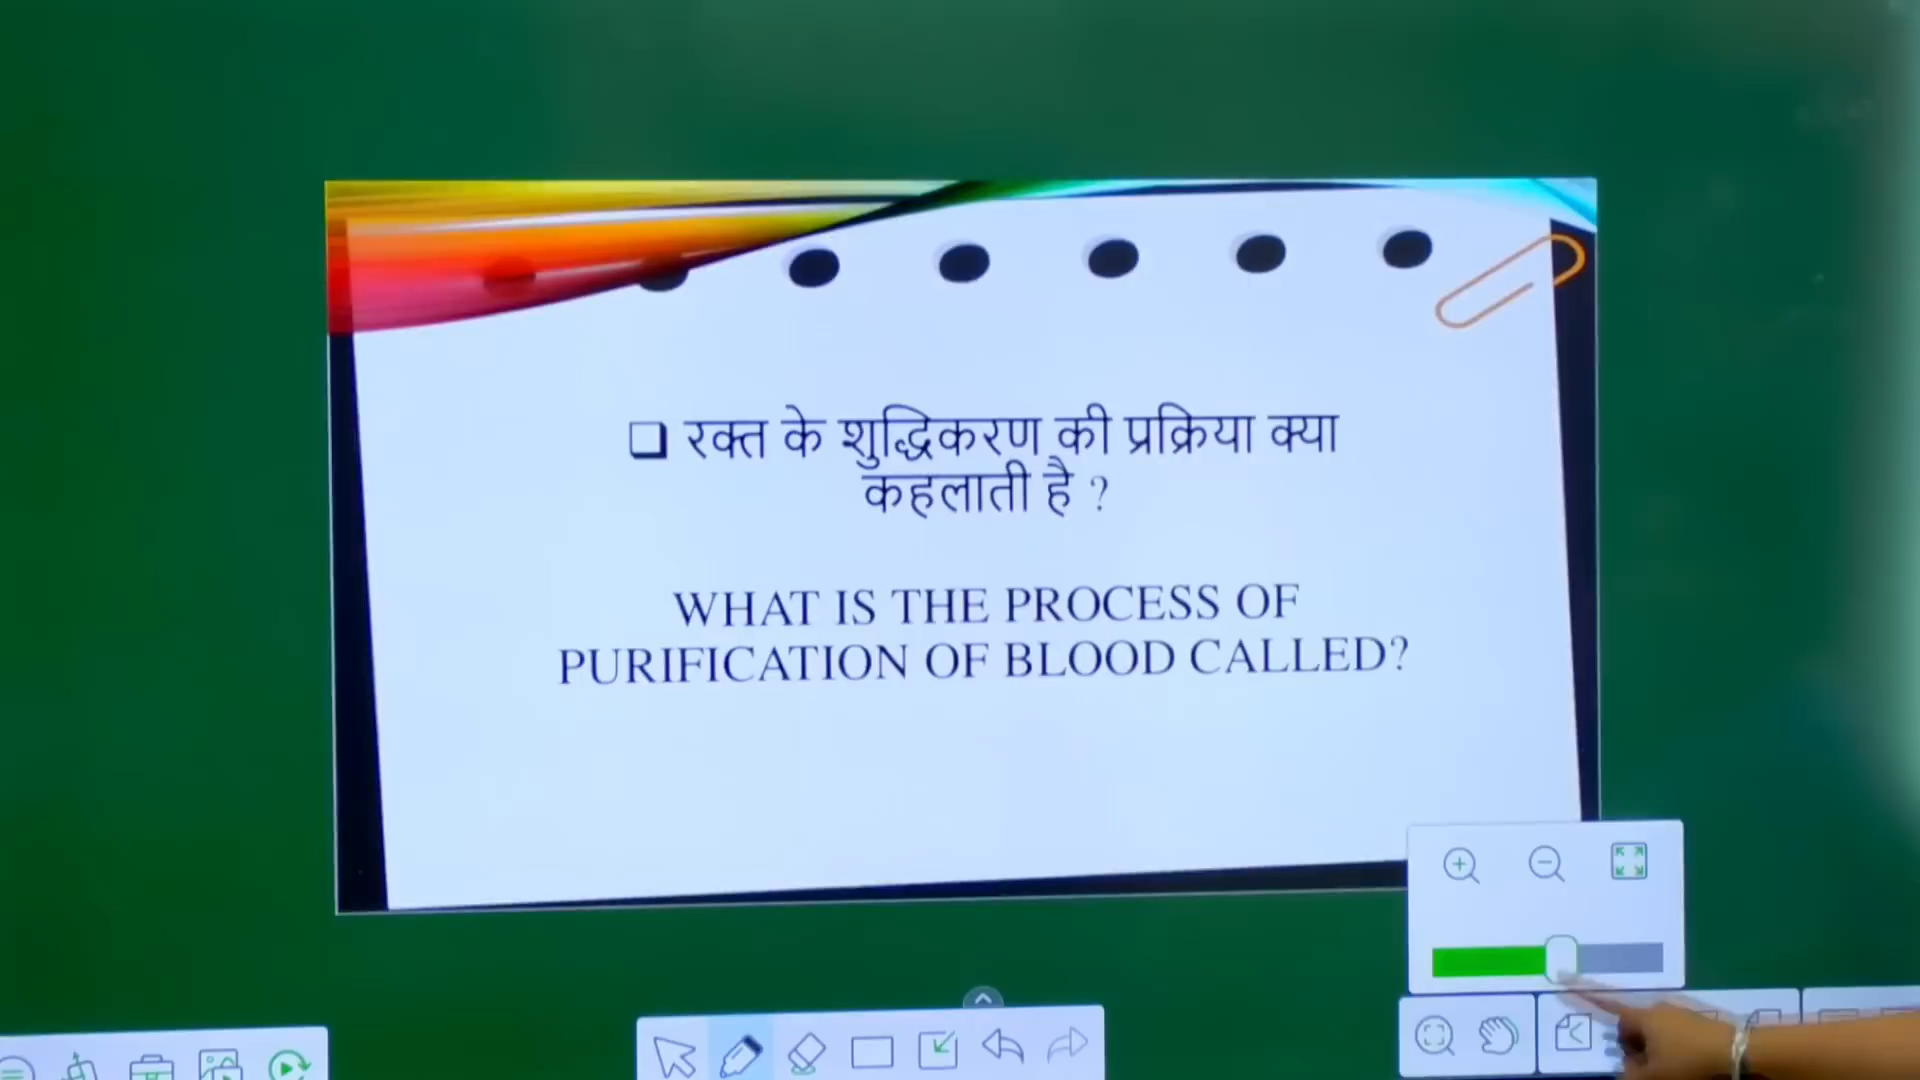 ❑ रक्त के शुद्धिकरण की प्रक्रिया क्या
कहलाती है ?
WHAT IS THE PROCESS OF
PURIFICATION OF BLOOD CALLED?